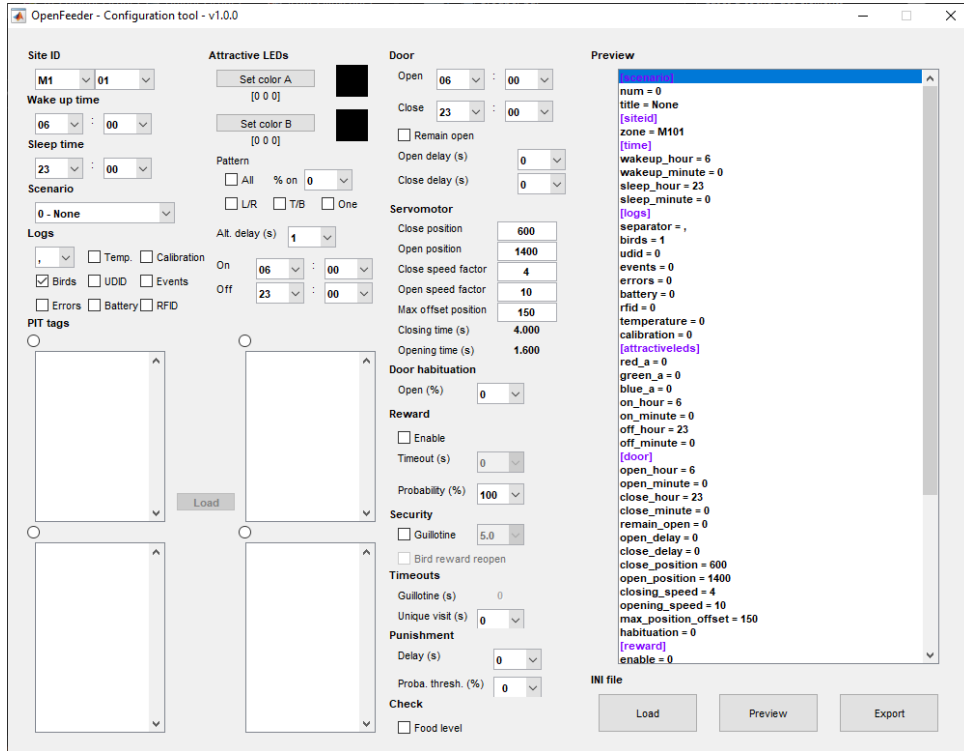 OpenFeeder - Configuration tool - v1.0.0
Site ID
M1 01
Wake up time
06 : 00
Sleep time
23 : 00
Scenario
0 - None
Logs
, Temp. Calibration
Birds UDID Events
Errors Battery RFID
PIT tags
Load
Attractive LEDs
Set color A
[0 0 0]
Set color B
[0 0 0]
Pattern
All % on 0
L/R T/B One
Alt. delay (s) 1
On 06 : 00
Off 23 : 00
Door
Open 06 : 00
Close 23 : 00
Remain open
Open delay (s) 0
Close delay (s) 0
Servomotor
Close position 600
Open position 1400
Close speed factor 4
Open speed factor 10
Max offset position 150
Closing time (s) 4.000
Opening time (s) 1.600
Door habituation
Open (%) 0
Reward
Enable
Timeout (s) 0
Probability (%) 100
Security
Guillotine 5.0
Bird reward reopen
Timeouts
Guillotine (s) 0
Unique visit (s) 0
Punishment
Delay (s) 0
Proba. thresh. (%) 0
Check
Food level
Preview
[scenario]
num = 0
title = None
[siteid]
zone = M101
[time]
wakeup_hour = 6
wakeup_minute = 0
sleep_hour = 23
sleep_minute = 0
[logs]
separator = ,
birds = 1
udid = 0
events = 0
errors = 0
battery = 0
rfid = 0
temperature = 0
calibration = 0
[attractiveleds]
red_a = 0
green_a = 0
blue_a = 0
on_hour = 6
on_minute = 0
off_hour = 23
off_minute = 0
[door]
open_hour = 6
open_minute = 0
close_hour = 23
close_minute = 0
remain_open = 0
open_delay = 0
close_delay = 0
close_position = 600
open_position = 1400
closing_speed = 4
opening_speed = 10
max_position_offset = 150
habituation = 0
[reward]
enable = 0
INI file
Load Preview Export